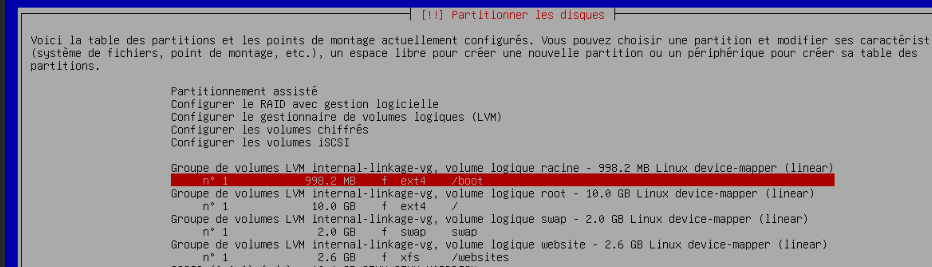 [!!] Partitionner les disques
Voici la table des partitions et les points de montage actuellement configurés. Vous pouvez choisir une partition et modifier ses caractérist
(système de fichiers, point de montage, etc.), un espace libre pour créer une nouvelle partition ou un périphérique pour créer sa table des
partitions.
Partitionnement assisté
Configurer le RAID avec gestion logicielle
Configurer le gestionnaire de volumes logiques (LVM)
Configurer les volumes chiffrés
Configurer les volumes iSCSI
Groupe de volumes LVM internal-linkage-vg, volume logique racine - 998.2 MB Linux device-mapper (linear)
n° 1 998.2 MB f ext4 /boot
Groupe de volumes LVM internal-linkage-vg, volume logique root - 10.0 GB Linux device-mapper (linear)
n° 1 10.0 GB f ext4 /
Groupe de volumes LVM internal-linkage-vg, volume logique swap - 2.0 GB Linux device-mapper (linear)
n° 1 2.0 GB f swap swap
Groupe de volumes LVM internal-linkage-vg, volume logique website - 2.6 GB Linux device-mapper (linear)
n° 1 2.6 GB f xfs /websites